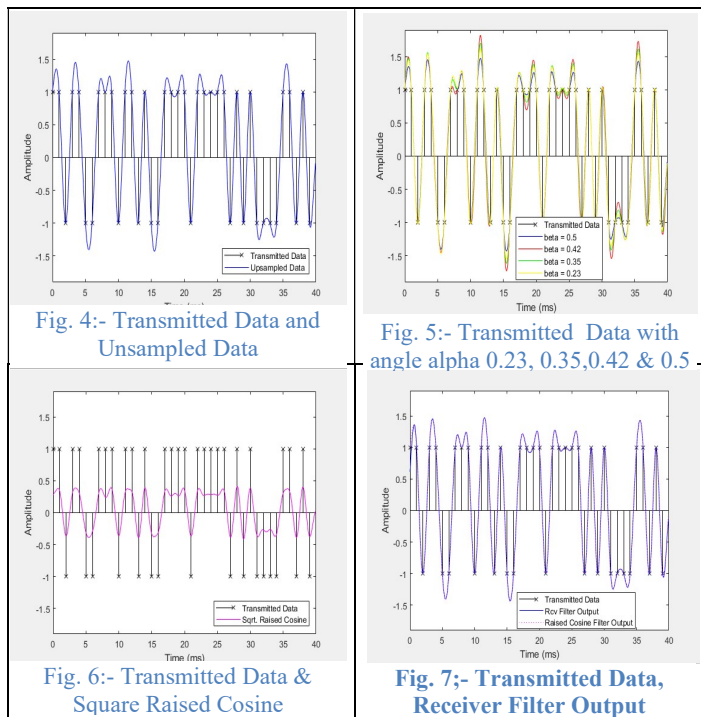 1.5
1
0.5
0
-0.5
-1
-1.5
Amplitude
Transmitted Data
Upsampled Data
0 5 10 15 20 25 30 35 40
Time (ms)
Fig. 4:- Transmitted Data and
Unsampled Data
1.5
1
0.5
0
-0.5
-1
-1.5
Amplitude
Transmitted Data
beta = 0.5
beta = 0.42
beta = 0.35
beta = 0.23
0 5 10 15 20 25 30 35 40
Time (ms)
Fig. 5:- Transmitted Data with
angle alpha 0.23, 0.35,0.42 & 0.5
1.5
1
0.5
0
-0.5
-1
-1.5
Amplitude
Transmitted Data
Sqrt. Raised Cosine
0 5 10 15 20 25 30 35 40
Time (ms)
Fig. 6:- Transmitted Data &
Square Raised Cosine
1.5
1
0.5
0
-0.5
-1
-1.5
Amplitude
Transmitted Data
Rcv Filter Output
Raised Cosine Filter Output
0 5 10 15 20 25 30 35 40
Time (ms)
Fig. 7;- Transmitted Data,
Receiver Filter Output